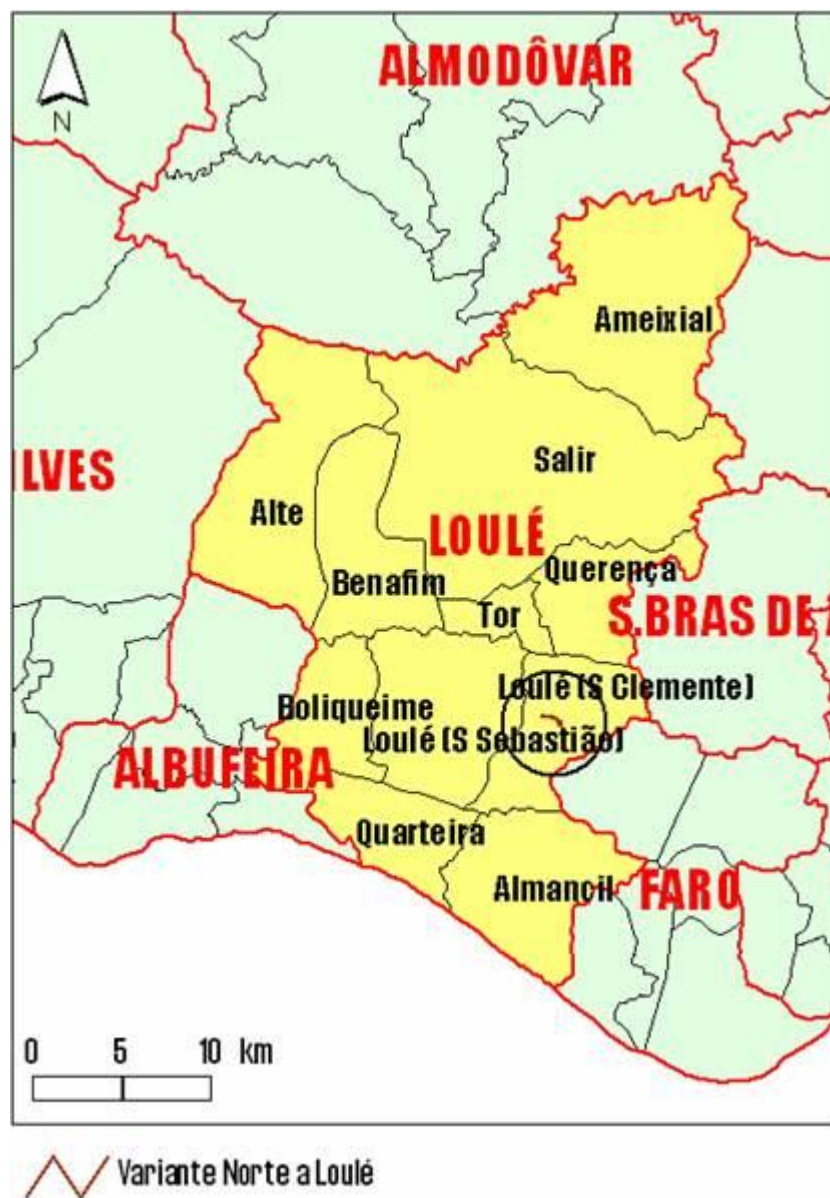 ALMODÔVAR
N
Ameixial
Salir
ILVES
Alte
LOULÉ
Querença
Benafim
Tor
S.BRAS DE
Loulé (S Clemente)
Boliqueime
Loulé (S Sebastião)
ALBUFEIRA
Quarteira
Almancil
FARO
0 5 10 km
Variante Norte a Loulé